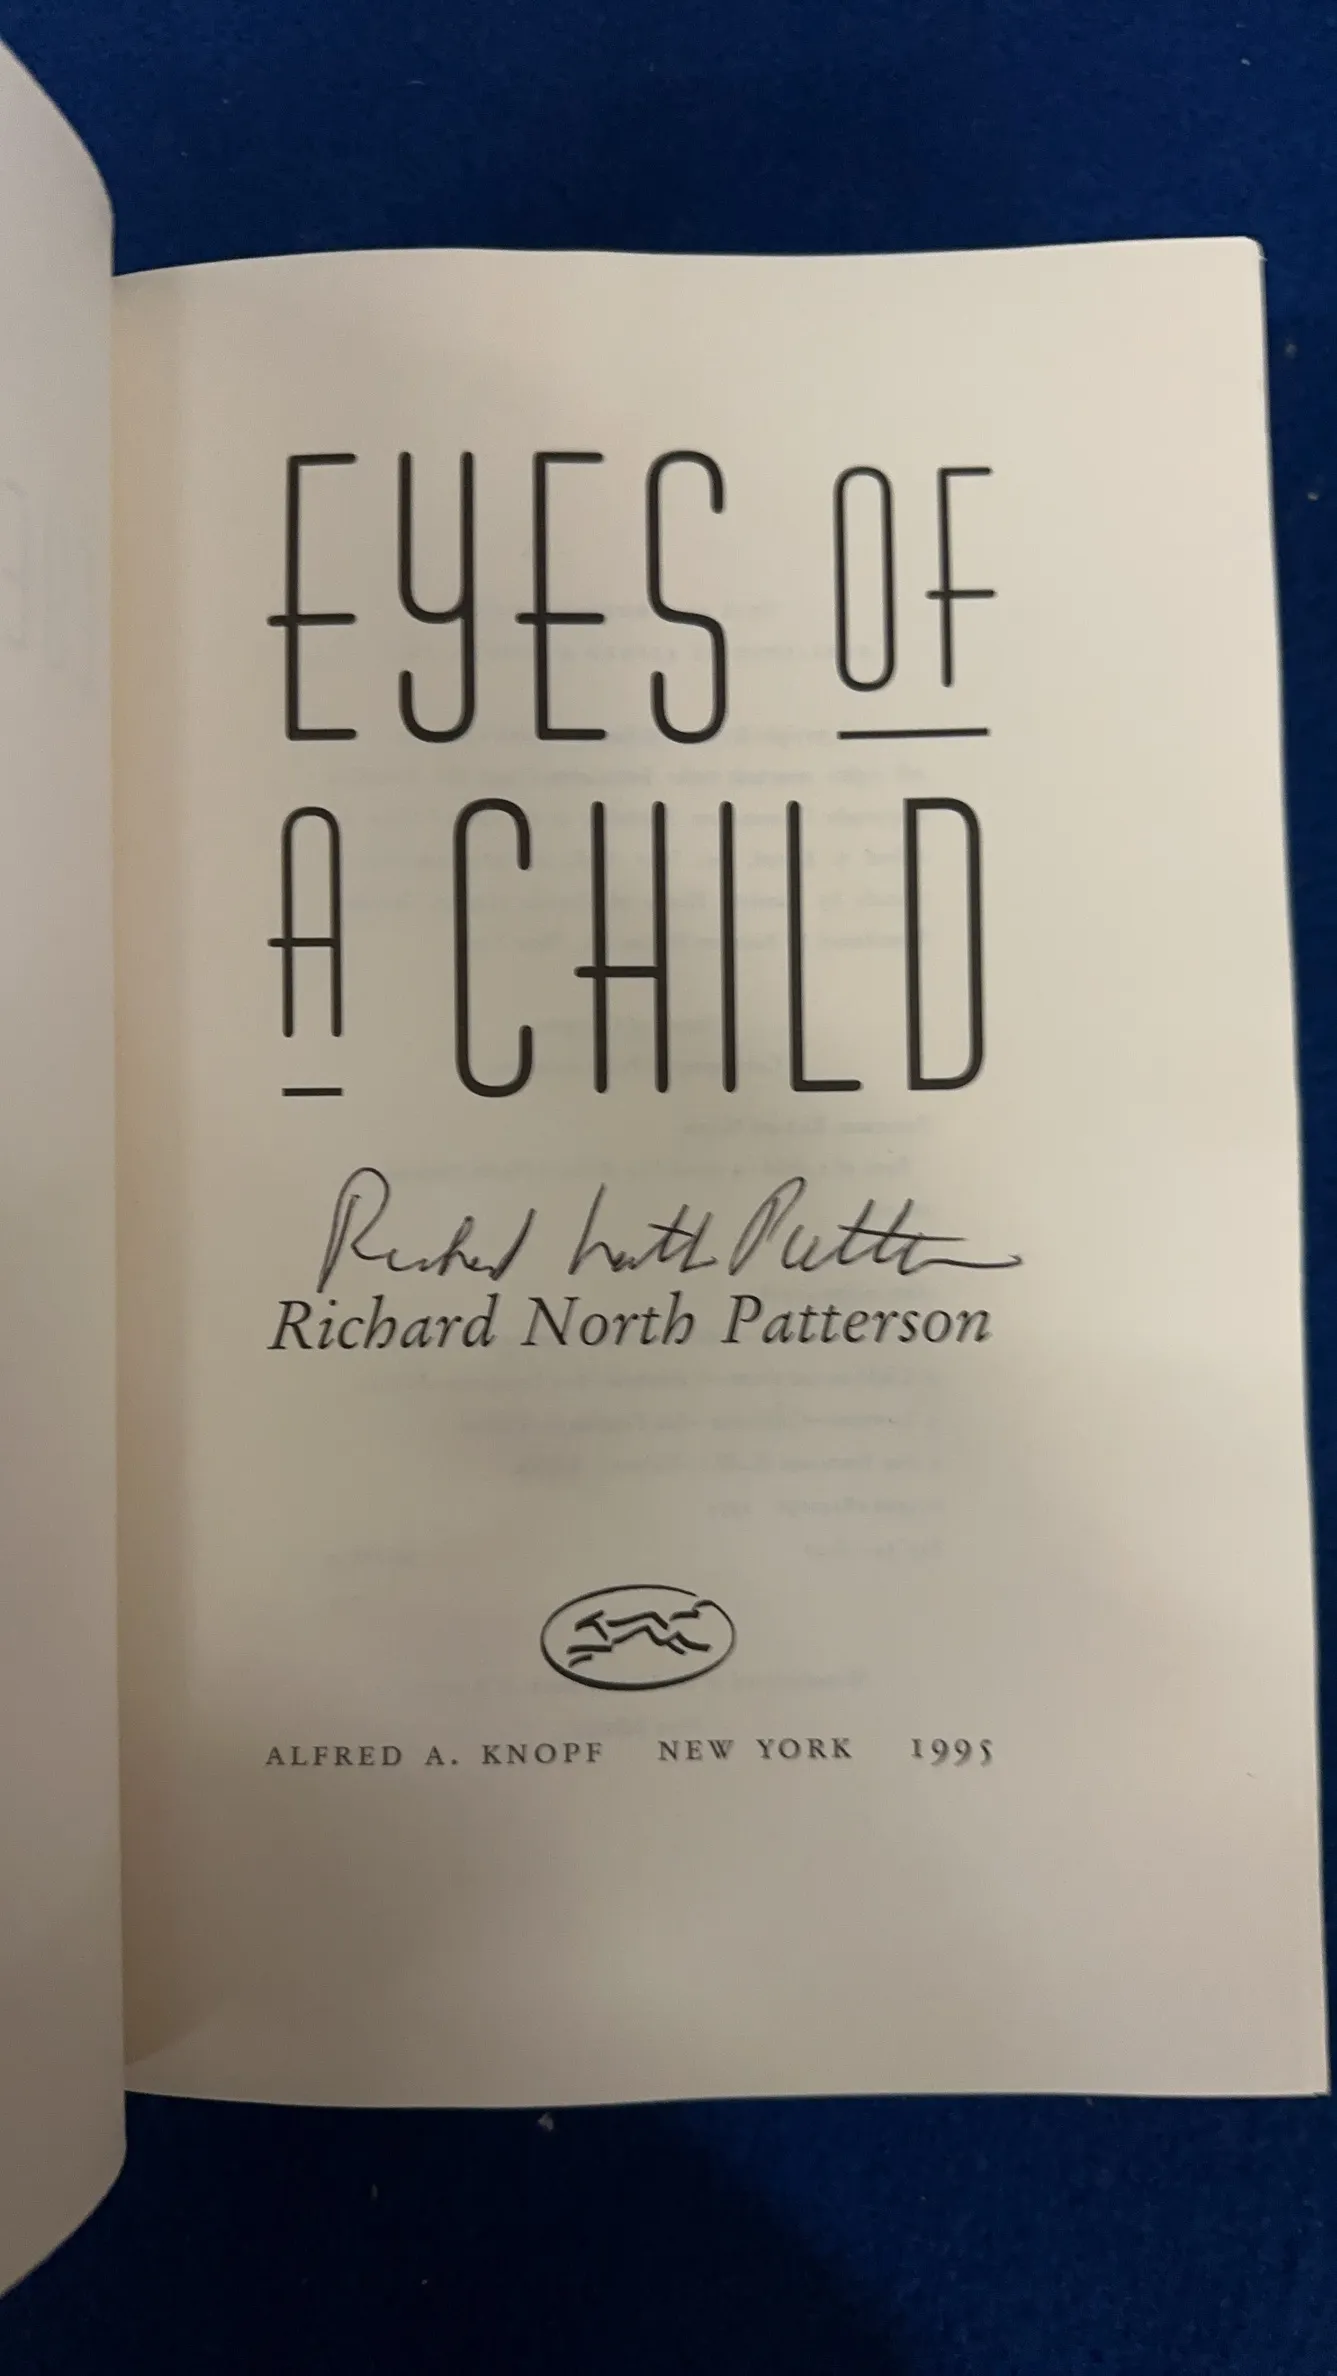 EYES OF
A CHILD
Richard North Patterson
Richard North Patterson
ALFRED A. KNOPF NEW YORK 1995